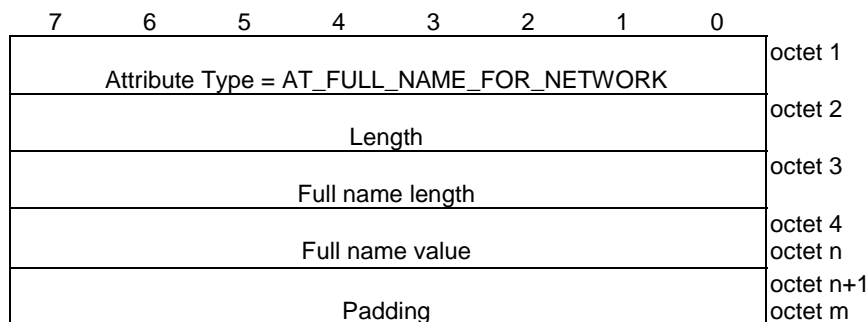 7 6 5 4 3 2 1 0
octet 1
Attribute Type = AT_FULL_NAME_FOR_NETWORK
octet 2
Length
octet 3
Full name length
octet 4
Full name value octet n
octet n+1
Padding octet m